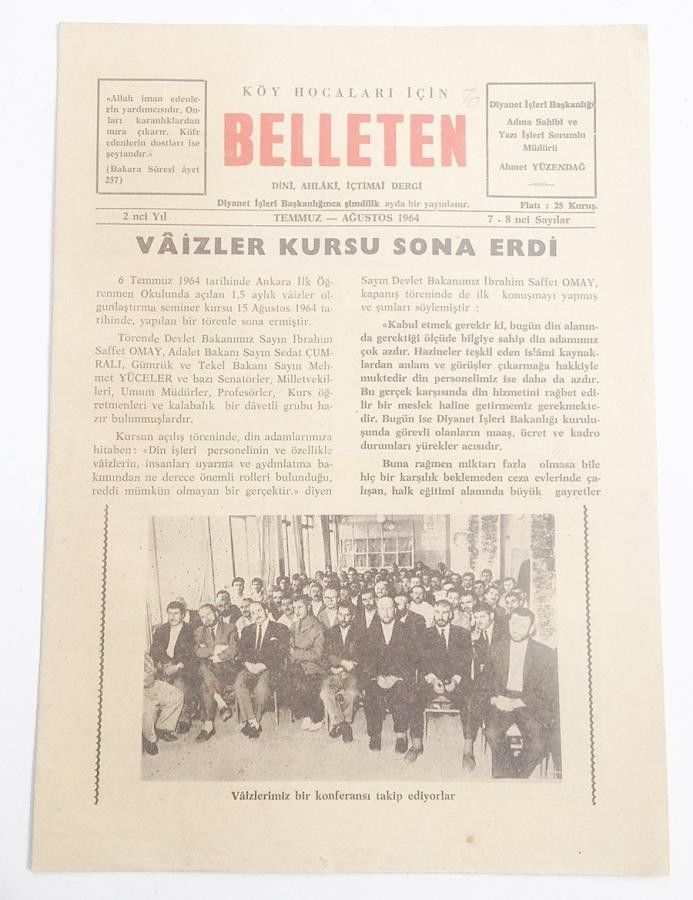 «Allah iman edenle-
rin yardımcısıdır. On-
ları karanlıklardan
nura çıkarır. Küfr
edenlerin dostları ise
şeytandır.»
(Bakara Sûresi âyet
257)
KÖY HOCALARI İÇİN
70
BELLETEN
DİNİ, AHLÂKİ, İÇTİMAİ DERGİ
Diyanet İşleri Başkanlığınca şimdilik ayda bir yayınlanır.
Diyanet İşleri Başkanlığı
Adına Sahibi ve
Yazı İşleri Sorumlu
Müdürü
Ahmet YÜZENDAĞ
Fiatı : 25 Kuruş.
2 nci Yıl
TEMMUZ — AĞUSTOS 1964
7 - 8 nci Sayılar
VÂİZLER KURSU SONA ERDİ
6 Temmuz 1964 tarihinde Ankara İlk Öğ-
renmen Okulunda açılan 1,5 aylık vâizler ol-
gunlaştırma seminer kursu 15 Ağustos 1964 ta-
rihinde, yapılan bir törenle sona ermiştir.
Törende Devlet Bakanımız Sayın İbrahim
Saffet OMAY, Adalet Bakanı Sayın Sedat ÇUM-
RALI, Gümrük ve Tekel Bakanı Sayın Meh-
met YÜCELER ve bazı Senatörler, Milletvekil-
leri, Umum Müdürler, Profesörler, Kurs öğ-
retmenleri ve kalabalık bir dâvetli grubu ha-
zır bulunmuşlardır.
Kursun açılış töreninde, din adamlarımıza
hitaben : «Din işleri personelinin ve özellikle
vâizlerin, insanları uyarma ve aydınlatma ba-
kımından ne derece önemli rolleri bulunduğu,
reddi mümkün olmayan bir gerçektir.» diyen
Sayın Devlet Bakanımız İbrahim Saffet OMAY,
kapanış töreninde de ilk konuşmayı yapmış
ve şunları söylemiştir :
«Kabul etmek gerekir ki, bugün din alanın-
da gerektiği ölçüde bilgiye sahip din adamımız
çok azdır. Hazineler teşkil eden islâmî kaynak-
lardan anlam ve görüşler çıkarmağa hakkiyle
muktedir din personelimiz ise daha da azdır.
Bu gerçek karşısında din hizmetini rağbet edi-
lir bir meslek haline getirmemiz gerekmekte-
dir. Bugün ise Diyanet İşleri Bakanlığı kurulu-
şunda görevli olanların maaş, ücret ve kadro
durumları yürekler acısıdır.
Buna rağmen miktarı fazla olmasa bile
hiç bir karşılık beklemeden ceza evlerinde ça-
lışan, halk eğitimi alanında büyük gayretler
Vâizlerimiz bir konferansı takip ediyorlar